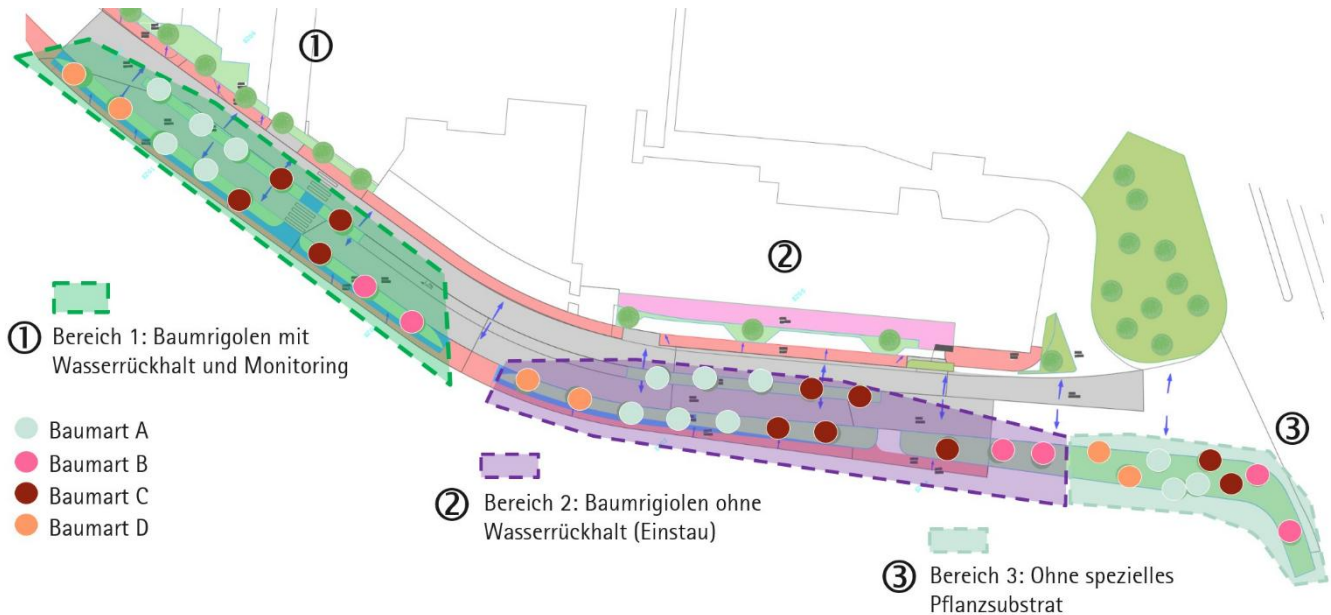 ①
②
③
① Bereich 1: Baumrigolen mit
Wasserrückhalt und Monitoring
Baumart A
Baumart B
Baumart C
Baumart D
② Bereich 2: Baumrigiolen ohne
Wasserrückhalt (Einstau)
③ Bereich 3: Ohne spezielles
Pflanzsubstrat